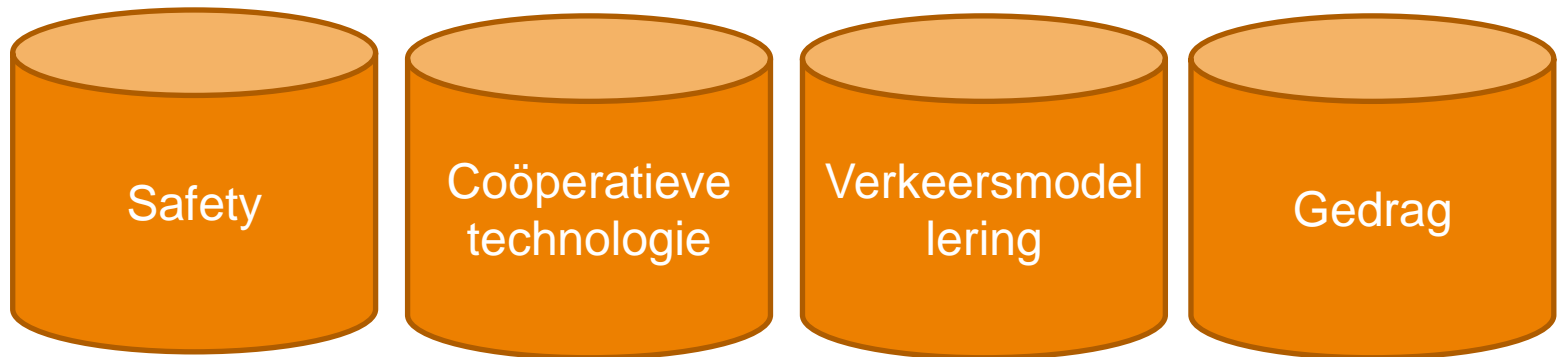 Safety
Coöperatieve
technologie
Verkeersmodel
lering
Gedrag